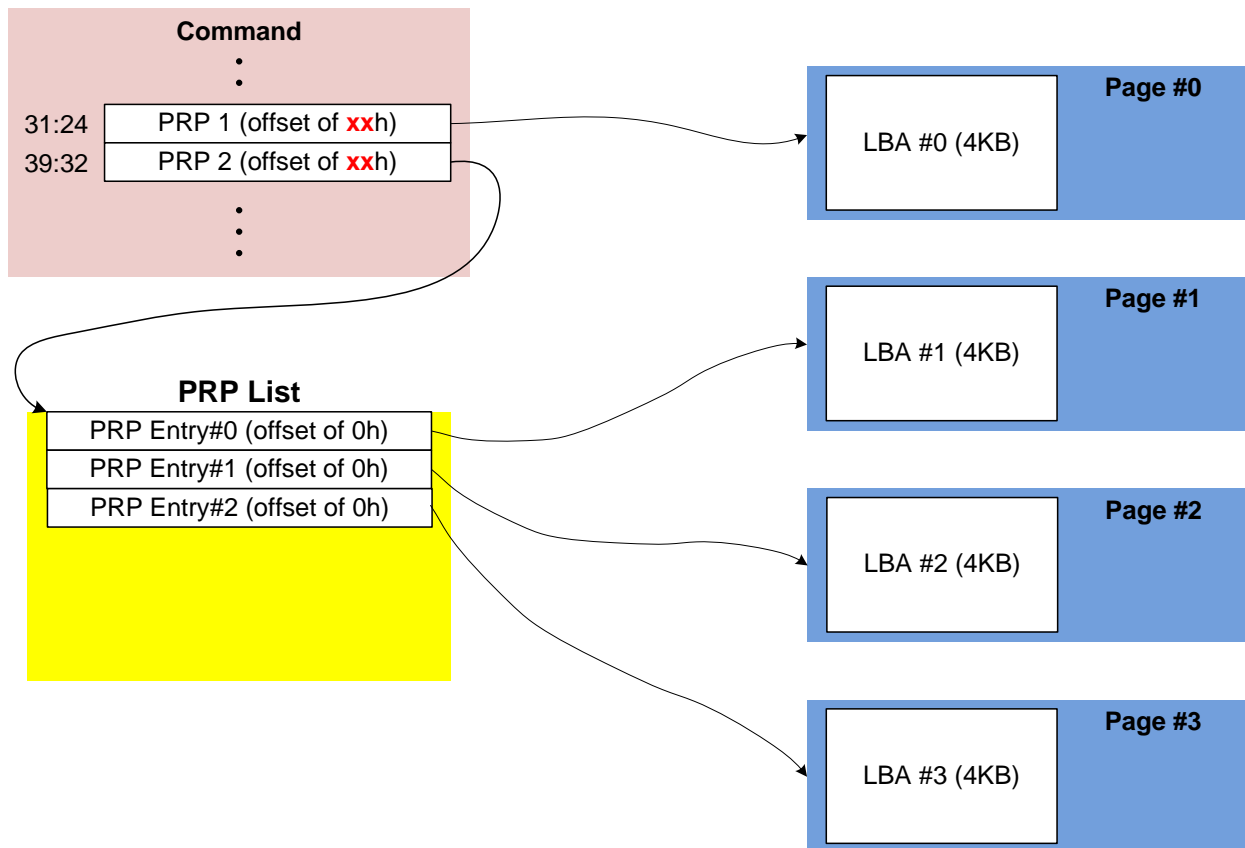 Command
31:24 PRP 1 (offset of xxh)
39:32 PRP 2 (offset of xxh)
PRP List
PRP Entry#0 (offset of 0h)
PRP Entry#1 (offset of 0h)
PRP Entry#2 (offset of 0h)
Page #0
LBA #0 (4KB)
Page #1
LBA #1 (4KB)
Page #2
LBA #2 (4KB)
Page #3
LBA #3 (4KB)